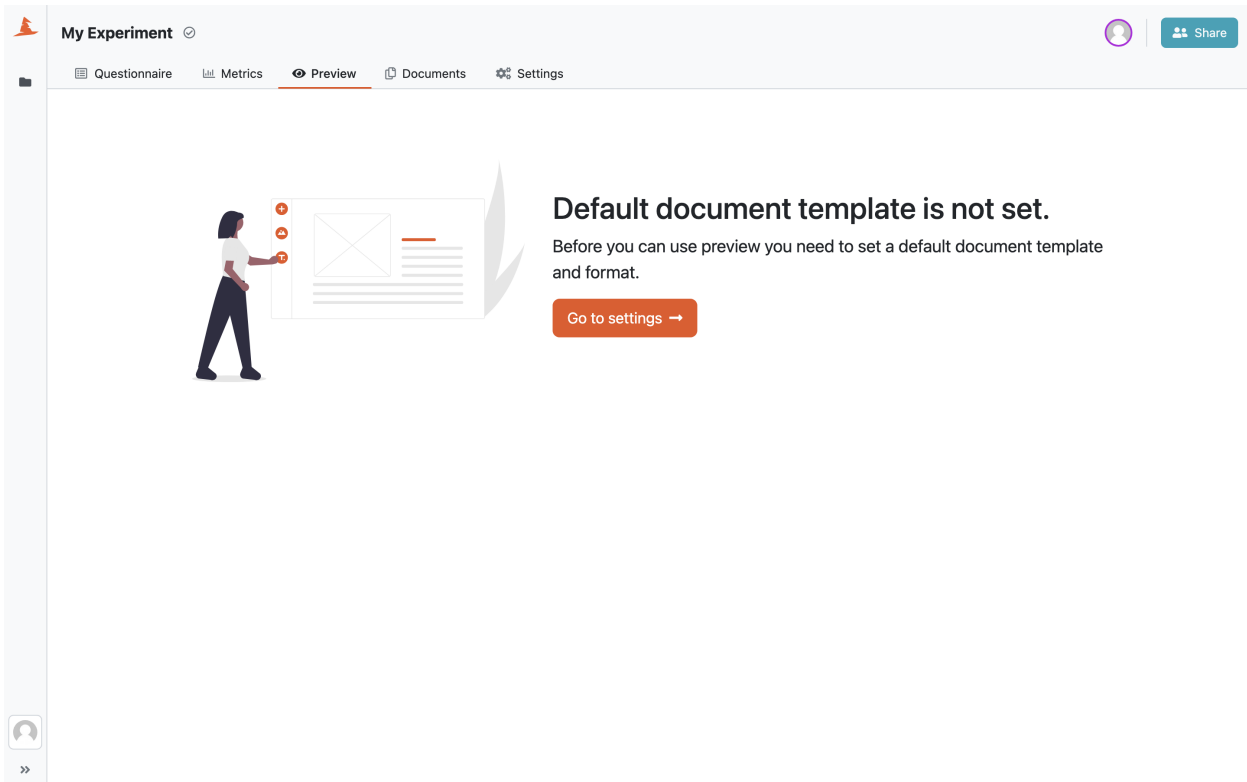 My Experiment
Share
Questionnaire
Metrics
Preview
Documents
Settings
Default document template is not set.
Before you can use preview you need to set a default document template
and format.
Go to settings